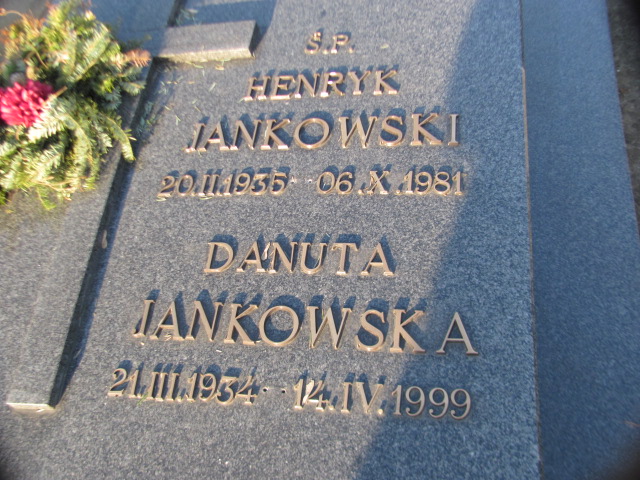 Ś.P.
HENRYK
JANKOWSKI
20.II.1935 - 06.X.1981
DANUTA
JANKOWSKA
21.III.1934 - 14.IV.1999